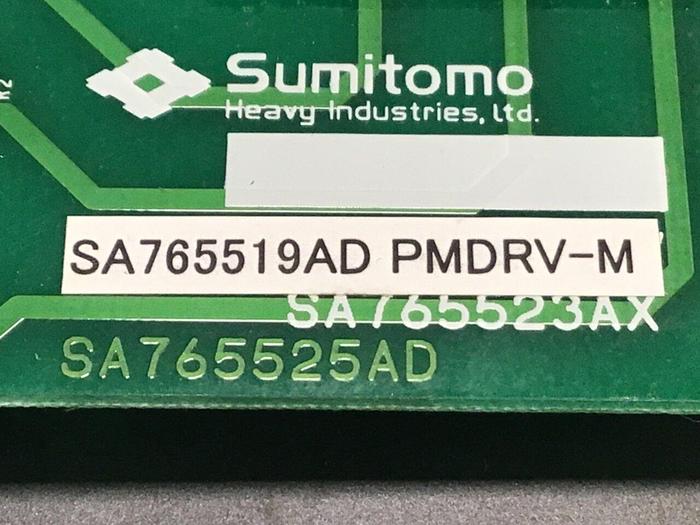 Sumitomo
Heavy Industries, Ltd.
SA765519AD PMDRV-M
SA765523AX
SA765525AD